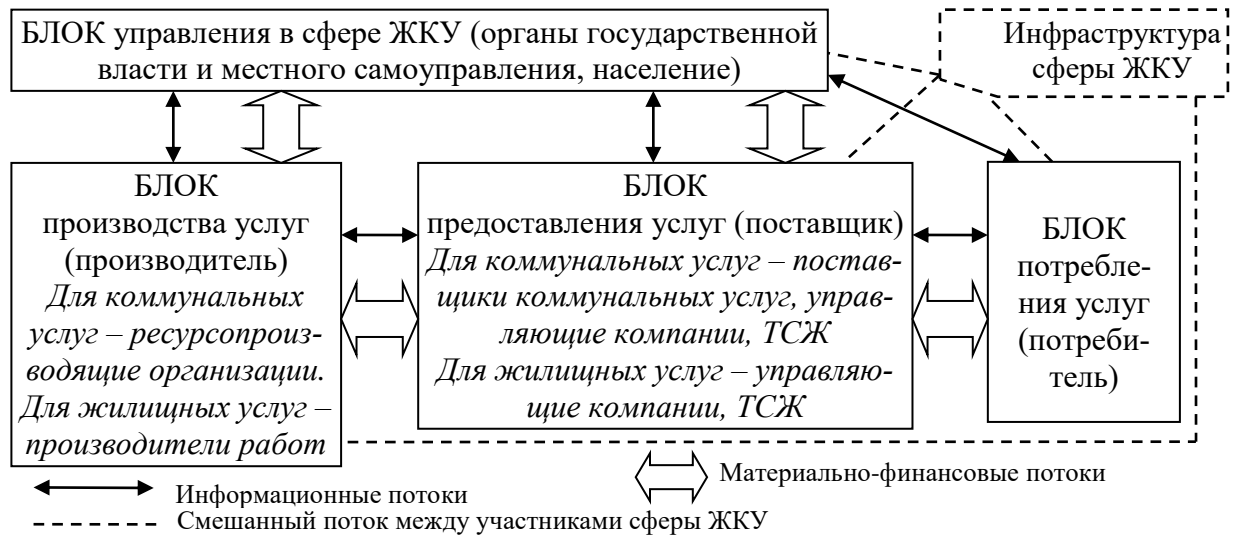 БЛОК управления в сфере ЖКУ (органы государственной
власти и местного самоуправления, население)
Инфраструктура
сферы ЖКУ
БЛОК
производства услуг
(производитель)
Для коммунальных
услуг – ресурсопроиз-
водящие организации.
Для жилищных услуг –
производители работ
БЛОК
предоставления услуг (поставщик)
Для коммунальных услуг – постав-
щики коммунальных услуг, управ-
ляющие компании, ТСЖ
Для жилищных услуг – управляю-
щие компании, ТСЖ
БЛОК
потребле-
ния услуг
(потреби-
тель)
Информационные потоки
Материально-финансовые потоки
Смешанный поток между участниками сферы ЖКУ